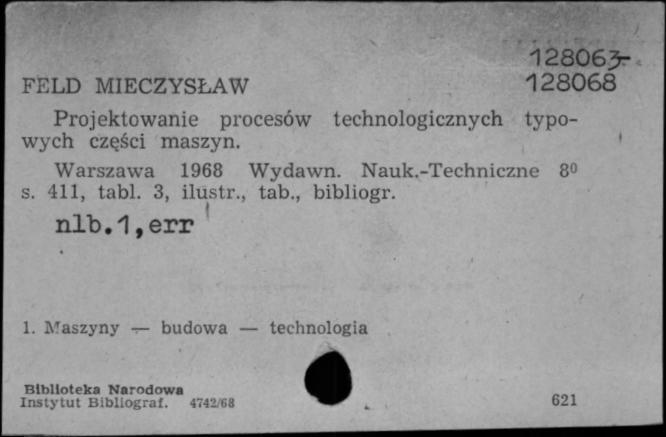 128063-
128068
FELD MIECZYSŁAW
Projektowanie procesów technologicznych typo-
wych części maszyn.
Warszawa 1968 Wydawn. Nauk.-Techniczne 8⁰
s. 411, tabl. 3, ilustr., tab., bibliogr.
nlb.1,err
1. Maszyny — budowa — technologia
Biblioteka Narodowa
Instytut Bibliograf. 4742/68
621